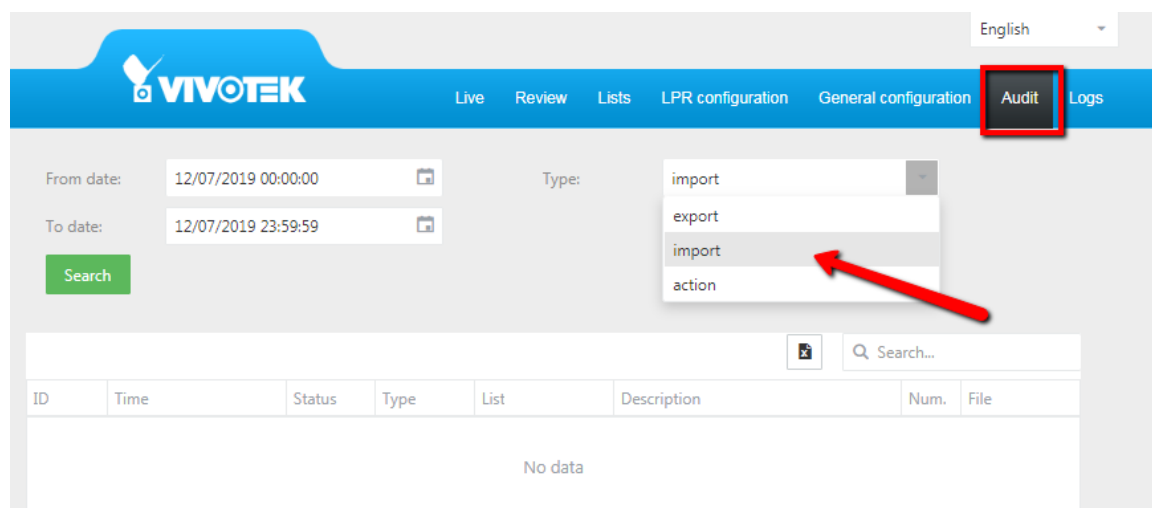 English
VIVOTEK
Live Review Lists LPR configuration General configuration Audit Logs
From date: 12/07/2019 00:00:00 Type: import
export
To date: 12/07/2019 23:59:59
import
Search
action
Search...
ID Time Status Type List Description Num. File
No data